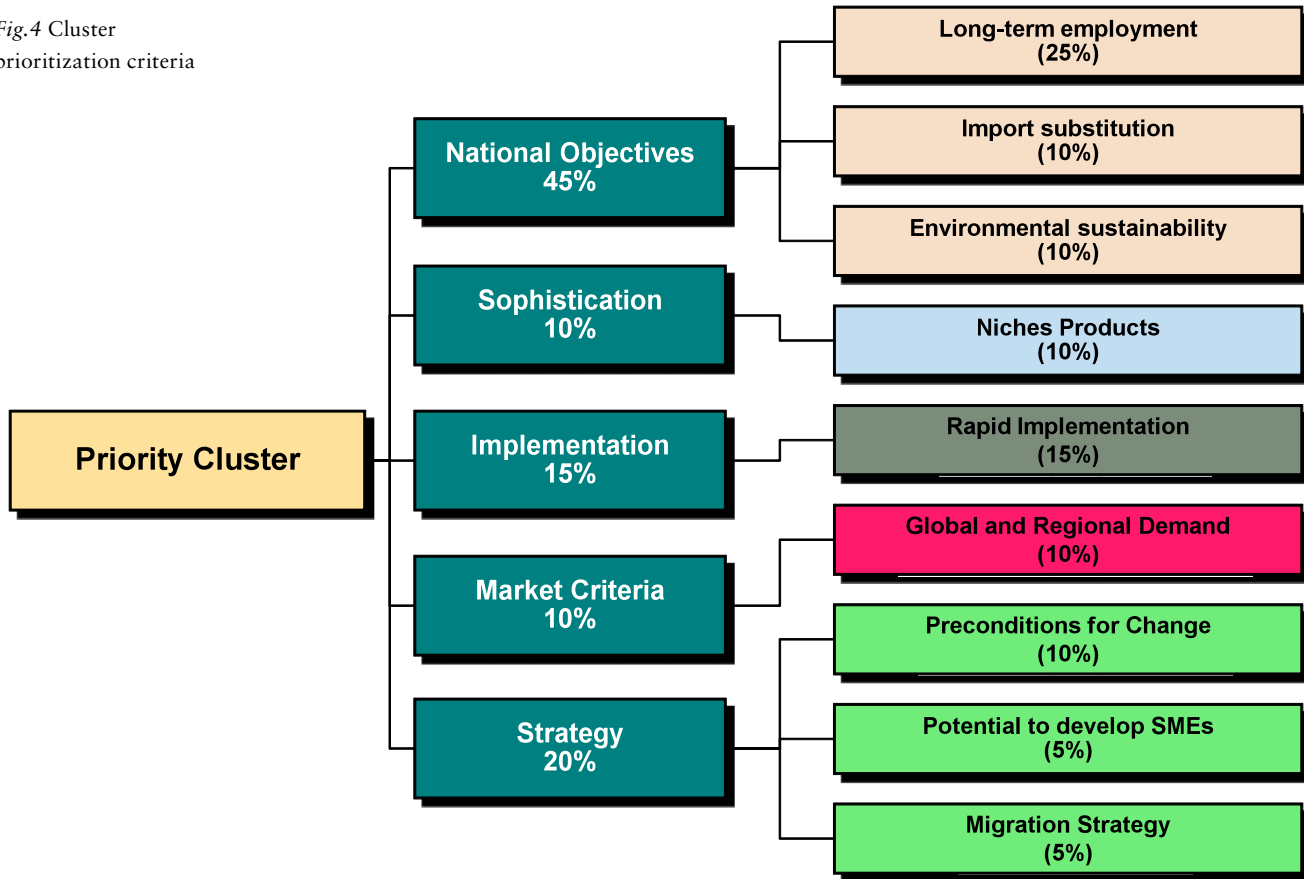 Fig.4 Cluster
prioritization criteria
Priority Cluster
National Objectives
45%
Sophistication
10%
Implementation
15%
Market Criteria
10%
Strategy
20%
Long-term employment
(25%)
Import substitution
(10%)
Environmental sustainability
(10%)
Niches Products
(10%)
Rapid Implementation
(15%)
Global and Regional Demand
(10%)
Preconditions for Change
(10%)
Potential to develop SMEs
(5%)
Migration Strategy
(5%)